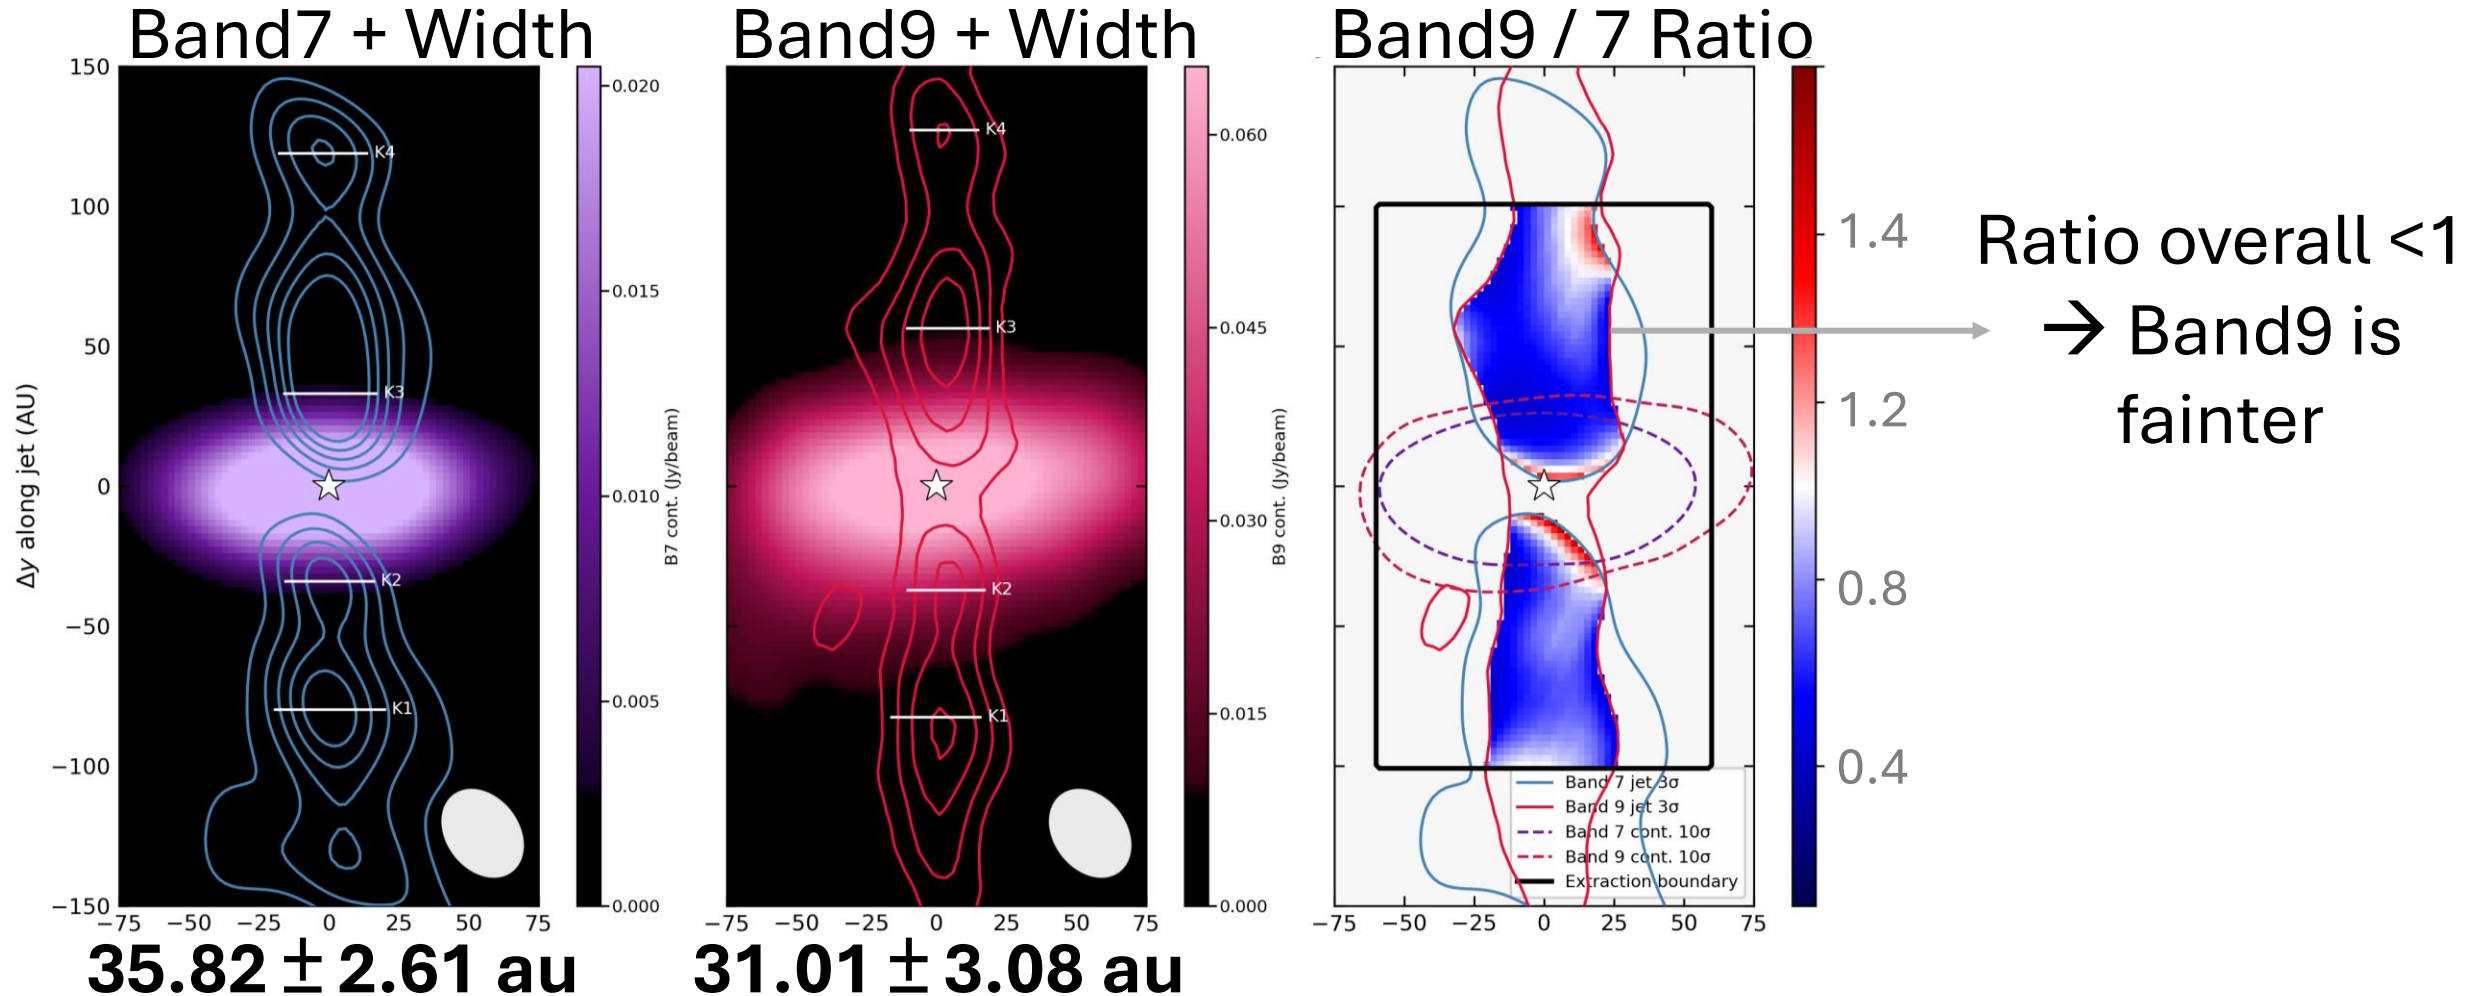 Band7 + Width
Band9 + Width
Band9 / 7 Ratio
150
100
50
0
−50
−100
−150
Δy along jet (AU)
K4
K3
K2
K1
−75
−50
−25
0
25
50
75
0.020
0.015
0.010
0.005
0.000
B7 cont. (Jy/beam)
35.82 ± 2.61 au
K4
K3
K2
K1
−75
−50
−25
0
25
50
75
0.060
0.045
0.030
0.015
0.000
B9 cont. (Jy/beam)
31.01 ± 3.08 au
Band 7 jet 3σ
Band 9 jet 3σ
Band 7 cont. 10σ
Band 9 cont. 10σ
Extraction boundary
−75
−50
−25
0
25
50
75
1.4
1.2
0.8
0.4
Ratio overall <1
→ Band9 is
fainter